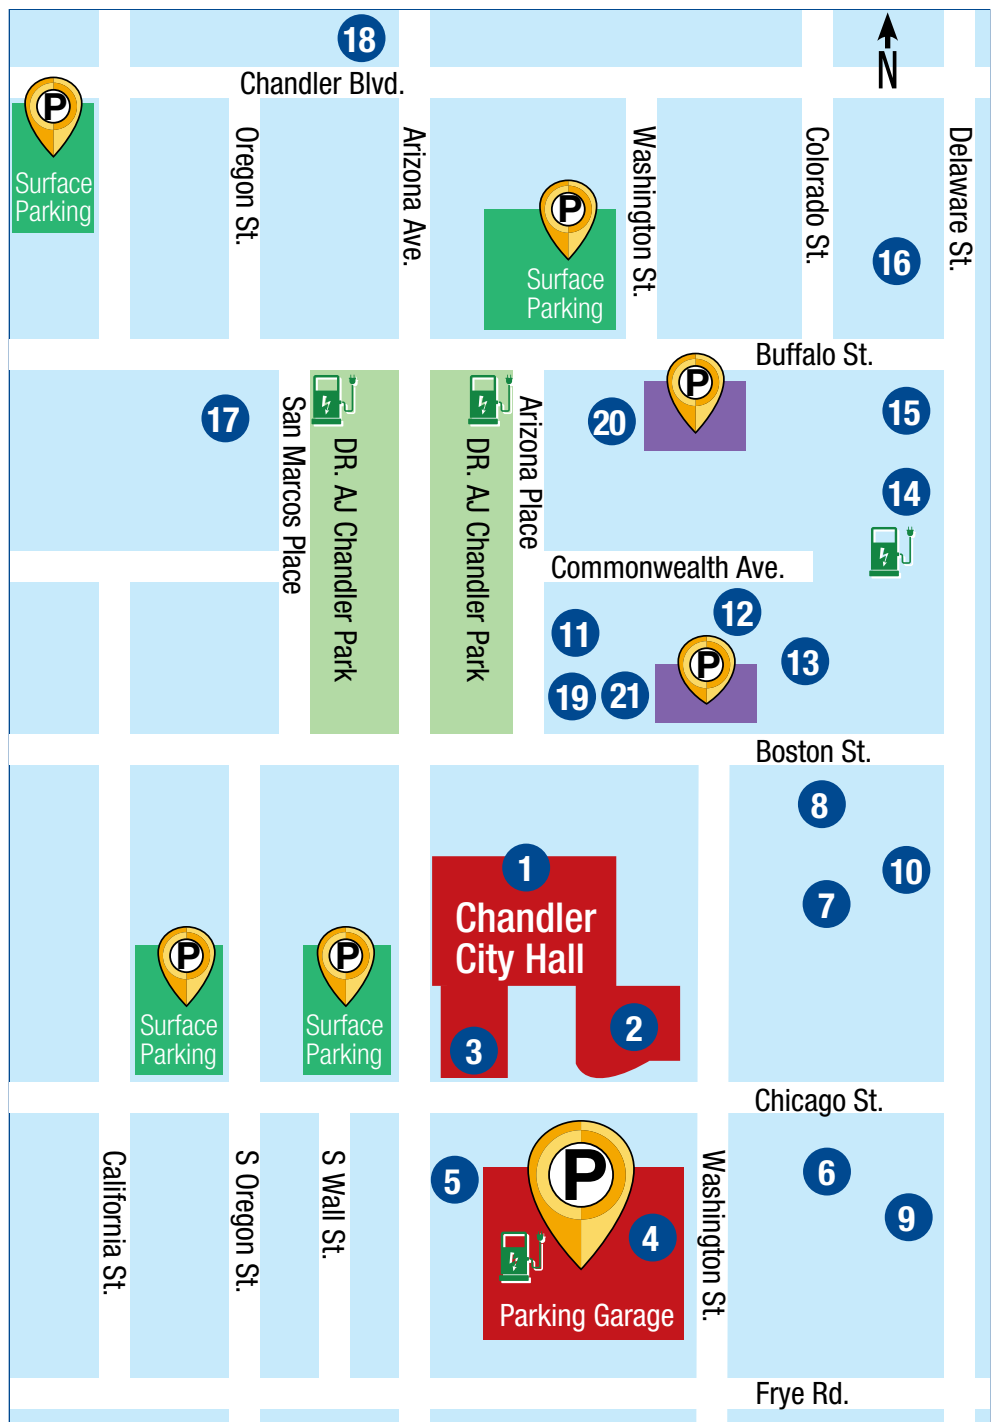 18
N
Chandler Blvd.
P
Surface
Parking
Oregon St.
Arizona Ave.
P
Surface
Parking
Washington St.
Colorado St.
Delaware St.
16
Buffalo St.
17
San Marcos Place
DR. AJ Chandler Park
DR. AJ Chandler Park
Arizona Place
20
P
15
14
Commonwealth Ave.
11
12
13
19
21
P
Boston St.
8
10
7
1
Chandler
City Hall
2
3
P
Surface
Parking
P
Surface
Parking
Chicago St.
California St.
S Oregon St.
S Wall St.
5
P
4
Parking Garage
Washington St.
6
9
Frye Rd.